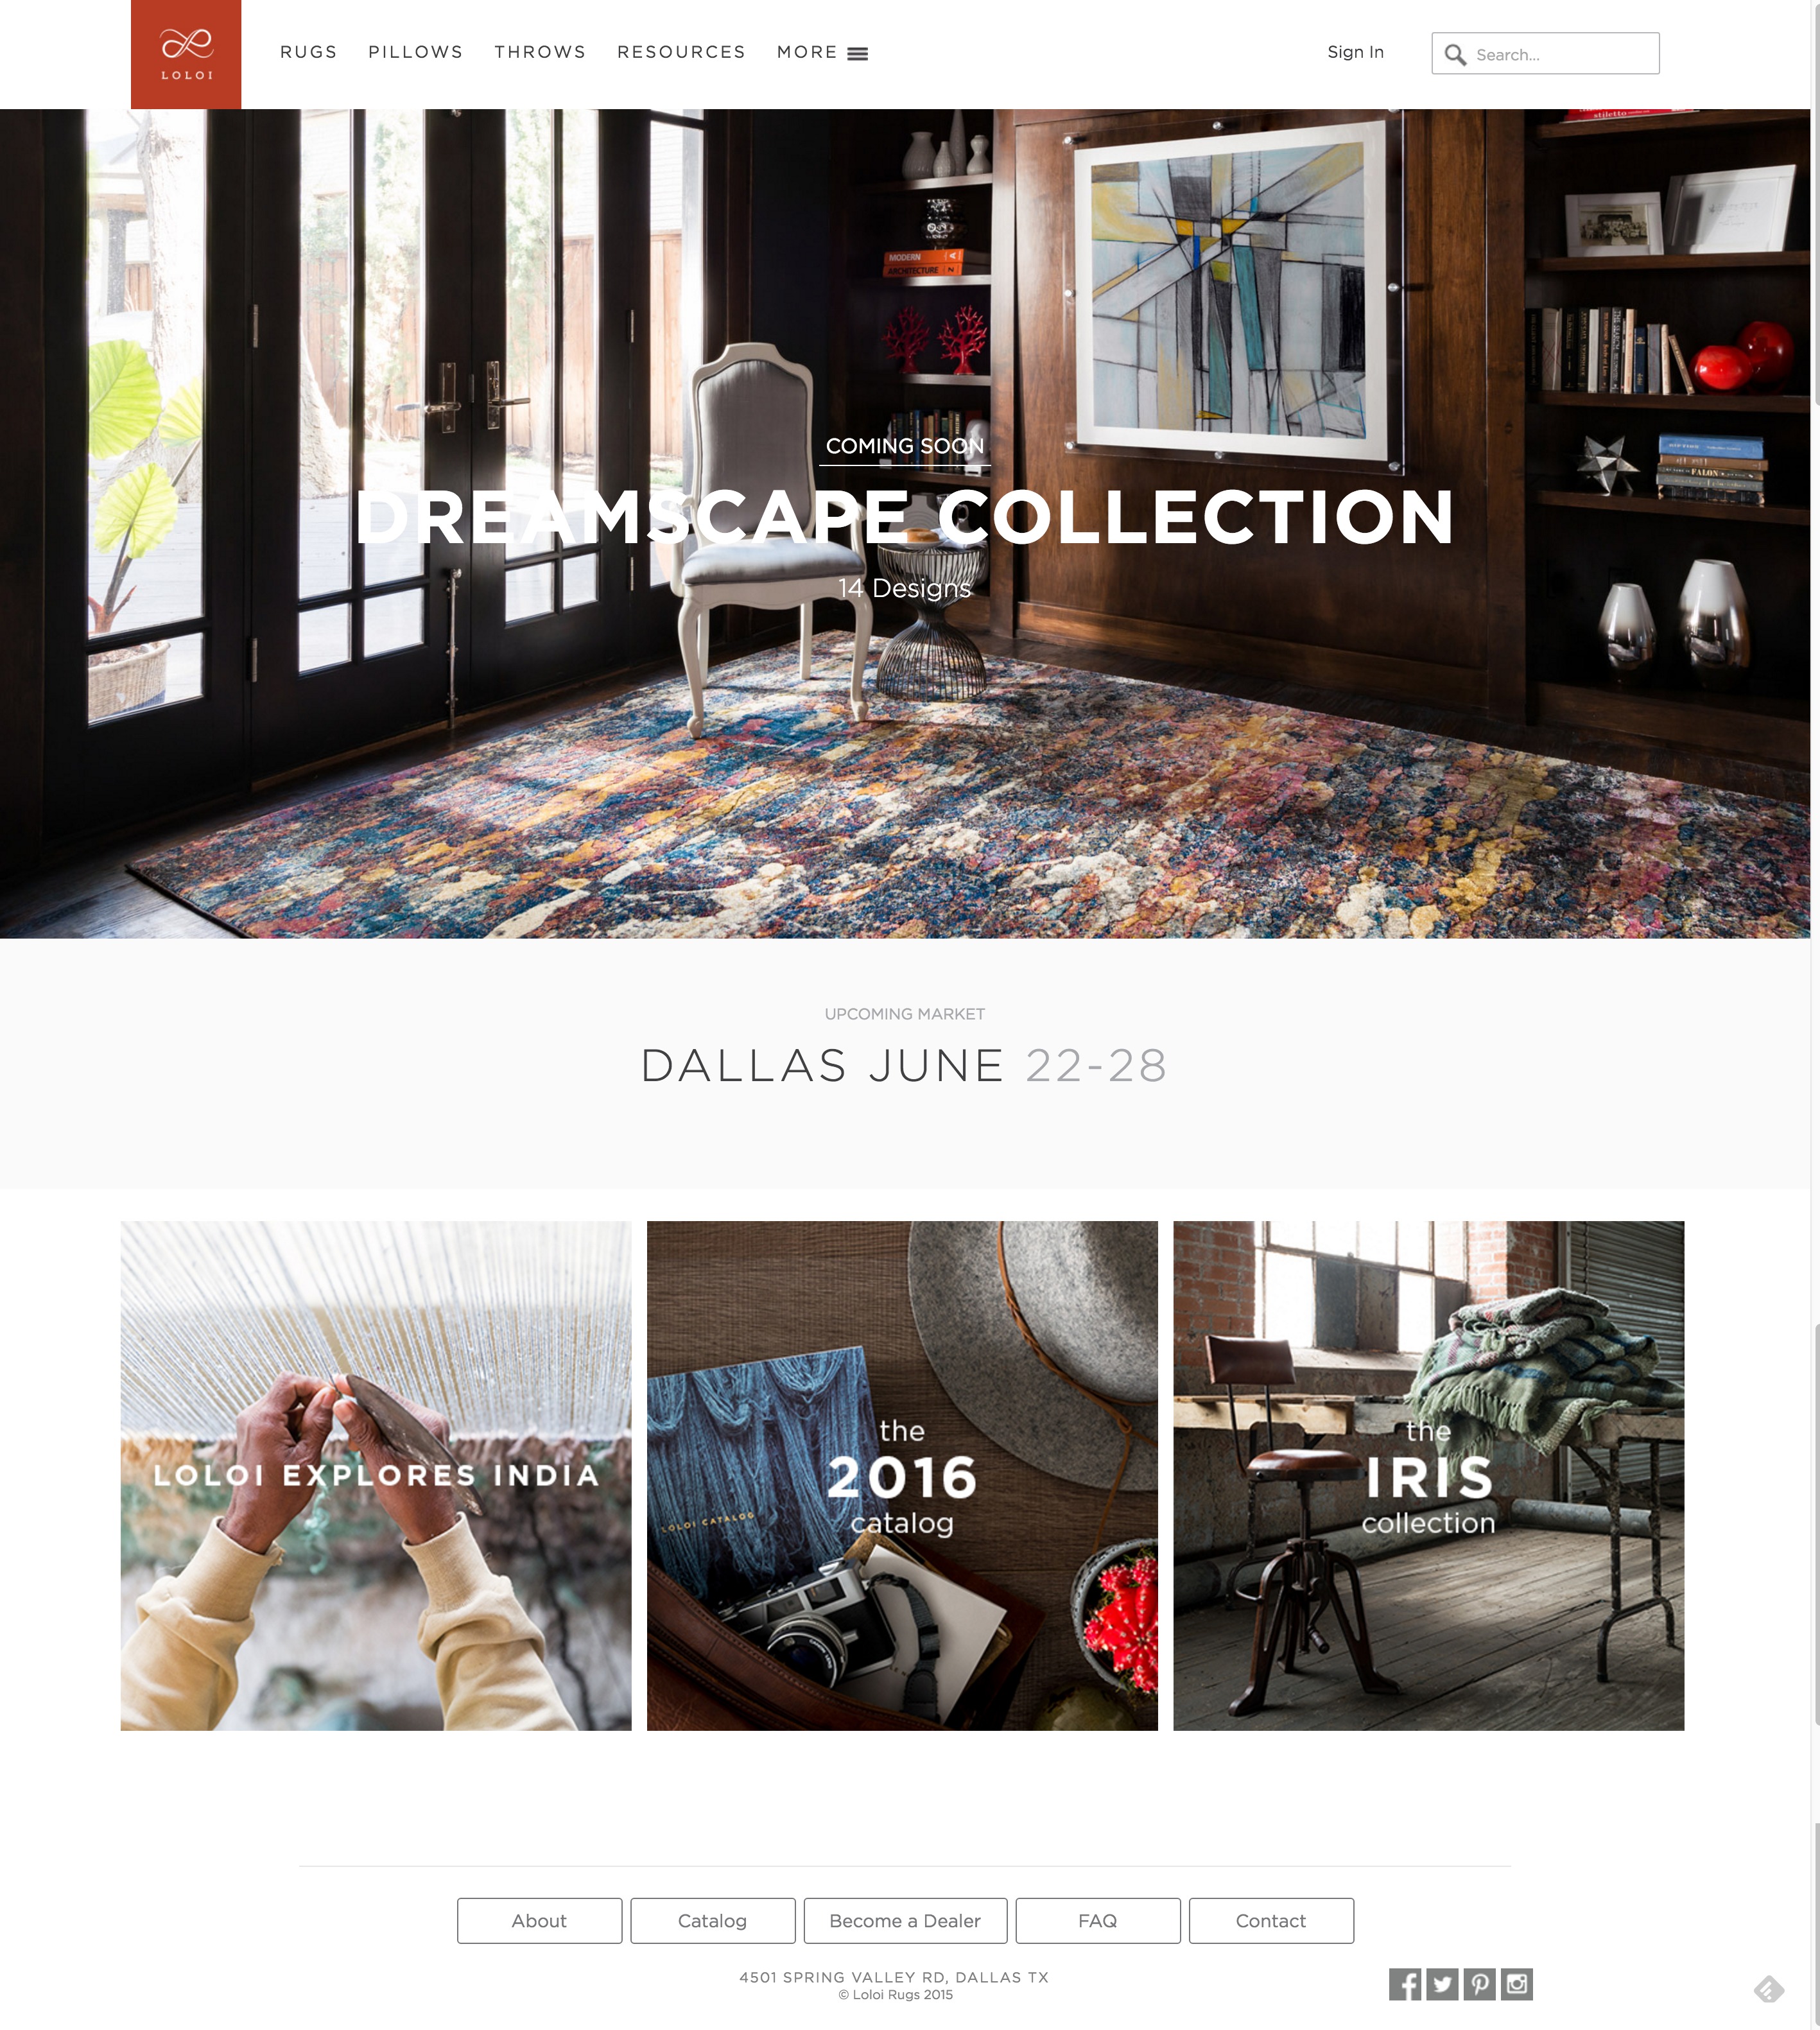 LOLOI
RUGS PILLOWS THROWS RESOURCES MORE
Sign In
Search...
stiletto
MODERN
ARCHITECTURE N
COMING SOON
DREAMSCAPE COLLECTION
14 Designs
FALON
UPCOMING MARKET
DALLAS JUNE 22-28
LOLOI EXPLORES INDIA
LOLOI CATALOG
the
2016
catalog
the
IRIS
collection
About
Catalog
Become a Dealer
FAQ
Contact
4501 SPRING VALLEY RD, DALLAS TX
© Loloi Rugs 2015